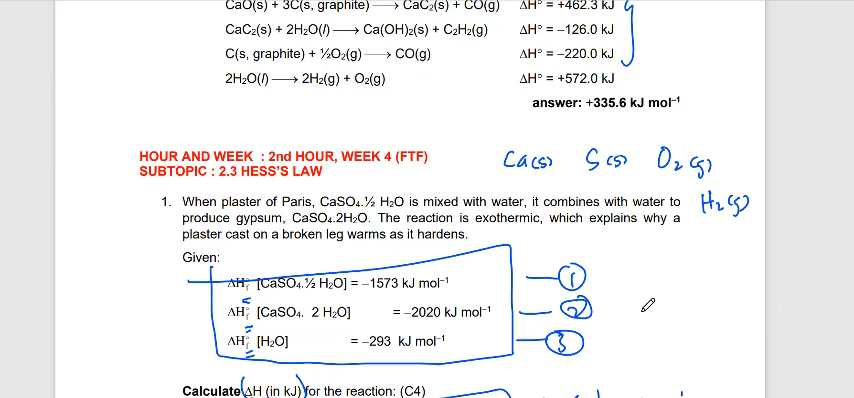 CaO(s) + 3C(s, graphite) ⟶ CaC₂(s) + CO(g) ΔH° = +462.3 kJ
CaC₂(s) + 2H₂O(l) ⟶ Ca(OH)₂(s) + C₂H₂(g) ΔH° = −126.0 kJ
C(s, graphite) + ½O₂(g) ⟶ CO(g) ΔH° = −220.0 kJ
2H₂O(l) ⟶ 2H₂(g) + O₂(g) ΔH° = +572.0 kJ
answer: +335.6 kJ mol⁻¹
HOUR AND WEEK : 2nd HOUR, WEEK 4 (FTF)
SUBTOPIC : 2.3 HESS'S LAW
Ca(s) S(s) O₂(g)
H₂(g)
1. When plaster of Paris, CaSO₄.½ H₂O is mixed with water, it combines with water to
produce gypsum, CaSO₄.2H₂O. The reaction is exothermic, which explains why a
plaster cast on a broken leg warms as it hardens.
Given:
ΔH°f [CaSO₄.½ H₂O] = −1573 kJ mol⁻¹ 1
ΔH°f [CaSO₄. 2 H₂O] = −2020 kJ mol⁻¹ 2
ΔH°f [H₂O] = −293 kJ mol⁻¹ 3
Calculate ΔH (in kJ) for the reaction: (C4)